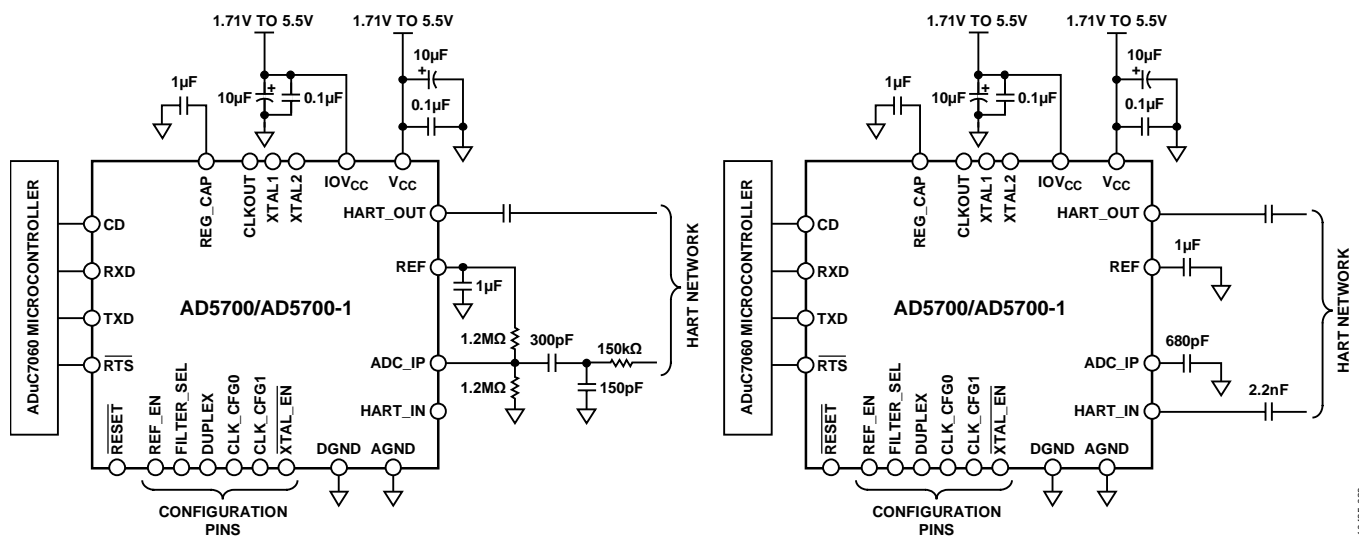 1.71V TO 5.5V
1.71V TO 5.5V
10µF
1µF
10µF
0.1µF
0.1µF
REG_CAP
CLKOUT
XTAL1
XTAL2
IOVCC
VCC
ADuC7060 MICROCONTROLLER
CD
RXD
TXD
RTS
AD5700/AD5700-1
HART_OUT
REF
ADC_IP
HART_IN
1µF
1.2MΩ
1.2MΩ
300pF
150kΩ
150pF
HART NETWORK
RESET
REF_EN
FILTER_SEL
DUPLEX
CLK_CFG0
CLK_CFG1
XTAL_EN
DGND
AGND
CONFIGURATION
PINS
1.71V TO 5.5V
1.71V TO 5.5V
10µF
1µF
10µF
0.1µF
0.1µF
REG_CAP
CLKOUT
XTAL1
XTAL2
IOVCC
VCC
ADuC7060 MICROCONTROLLER
CD
RXD
TXD
RTS
AD5700/AD5700-1
HART_OUT
REF
ADC_IP
HART_IN
1µF
680pF
2.2nF
HART NETWORK
RESET
REF_EN
FILTER_SEL
DUPLEX
CLK_CFG0
CLK_CFG1
XTAL_EN
DGND
AGND
CONFIGURATION
PINS